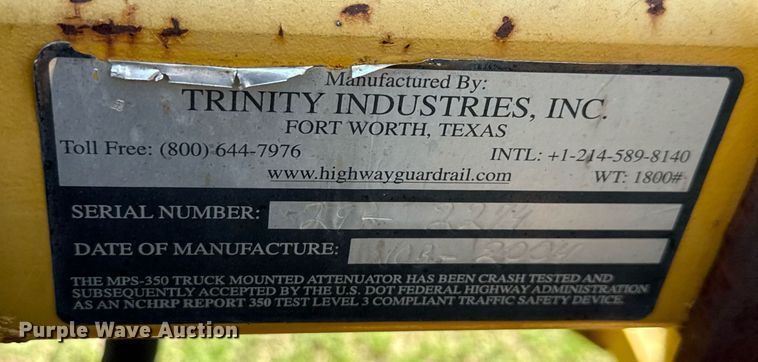 Manufactured By:
TRINITY INDUSTRIES, INC.
FORT WORTH, TEXAS
Toll Free: (800) 644-7976 INTL: +1-214-589-8140
www.highwayguardrail.com WT: 1800#
SERIAL NUMBER:
DATE OF MANUFACTURE: 2004
THE MPS-350 TRUCK MOUNTED ATTENUATOR HAS BEEN CRASH TESTED AND
SUBSEQUENTLY ACCEPTED BY THE U.S. DOT FEDERAL HIGHWAY ADMINISTRATION
AS AN NCHRP REPORT 350 TEST LEVEL 3 COMPLIANT TRAFFIC SAFETY DEVICE.
Purple Wave Auction